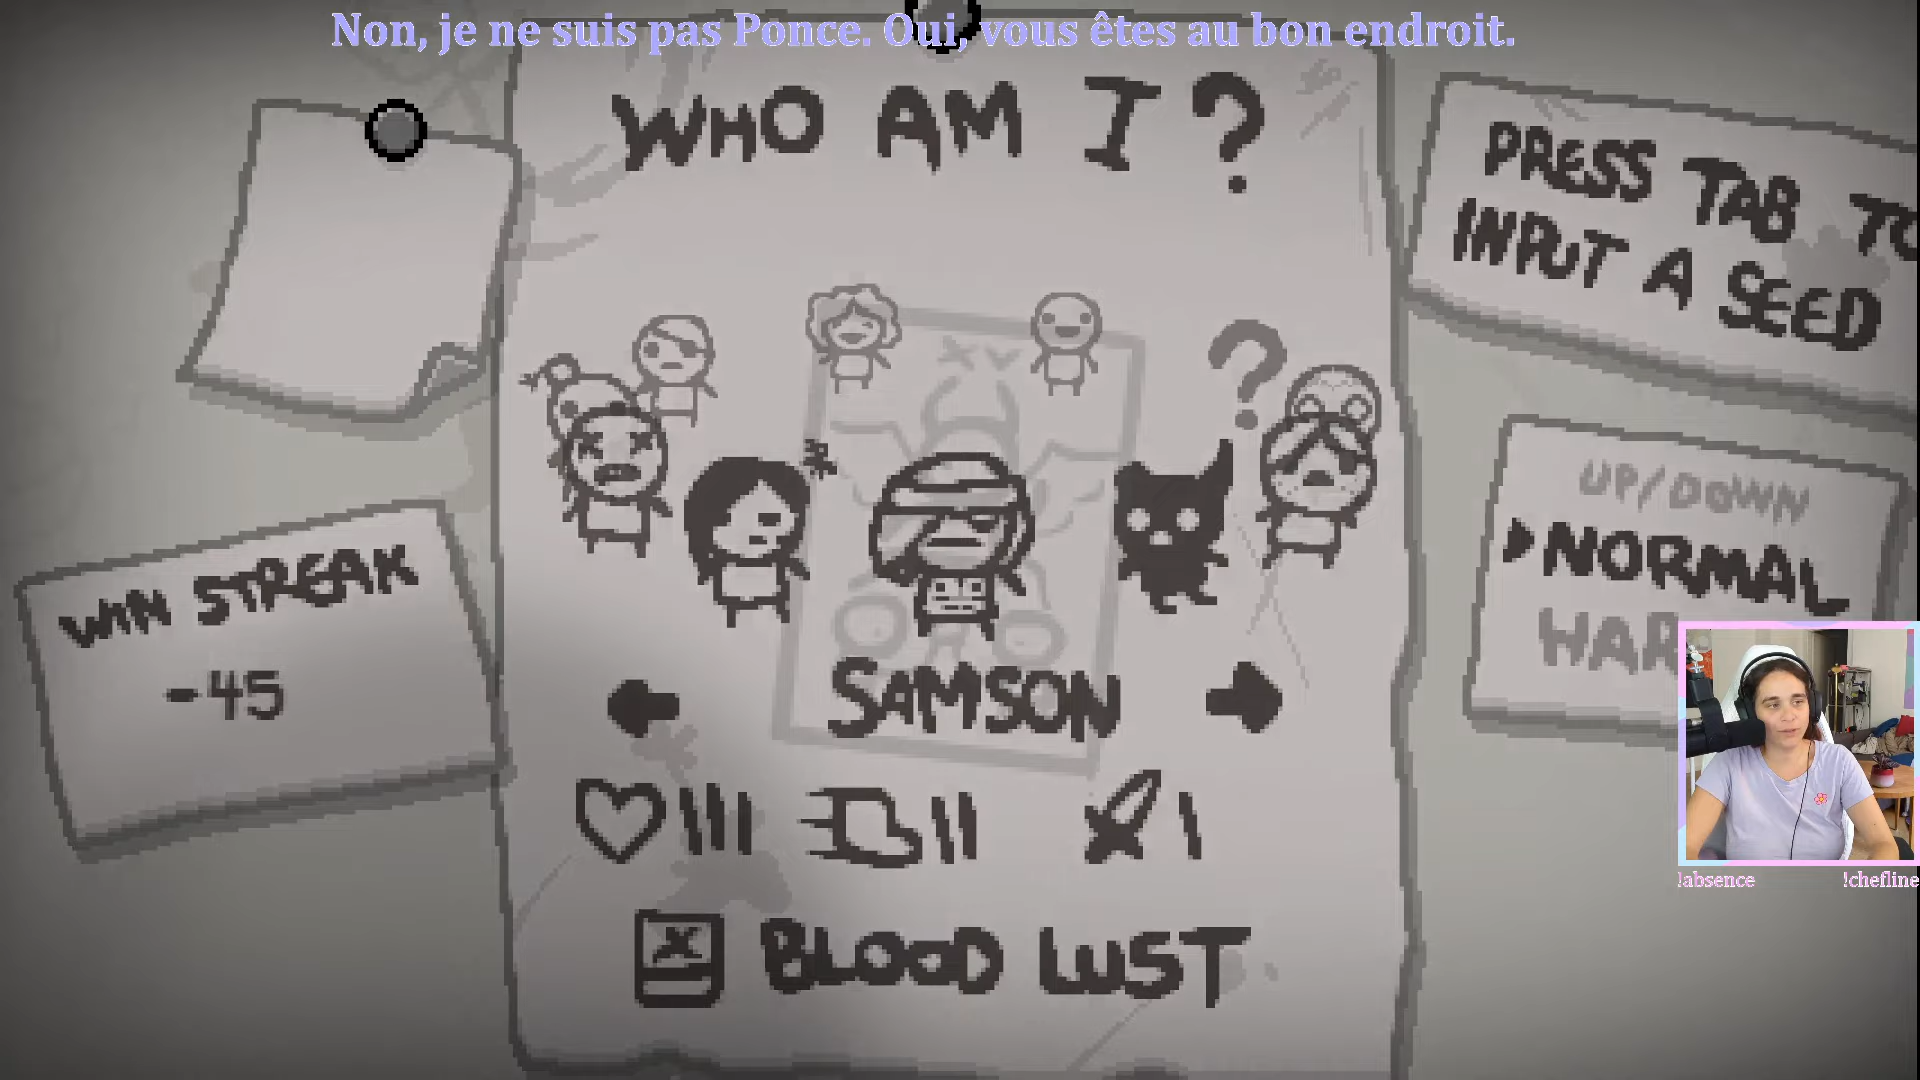 Non, je ne suis pas Ponce. Oui, vous êtes au bon endroit.
WHO AM I?
PRESS TAB TO
INPUT A SEED
WIN STREAK
-45
UP/DOWN
NORMAL
SAMSON
BLOOD LUST
!absence
!chefline